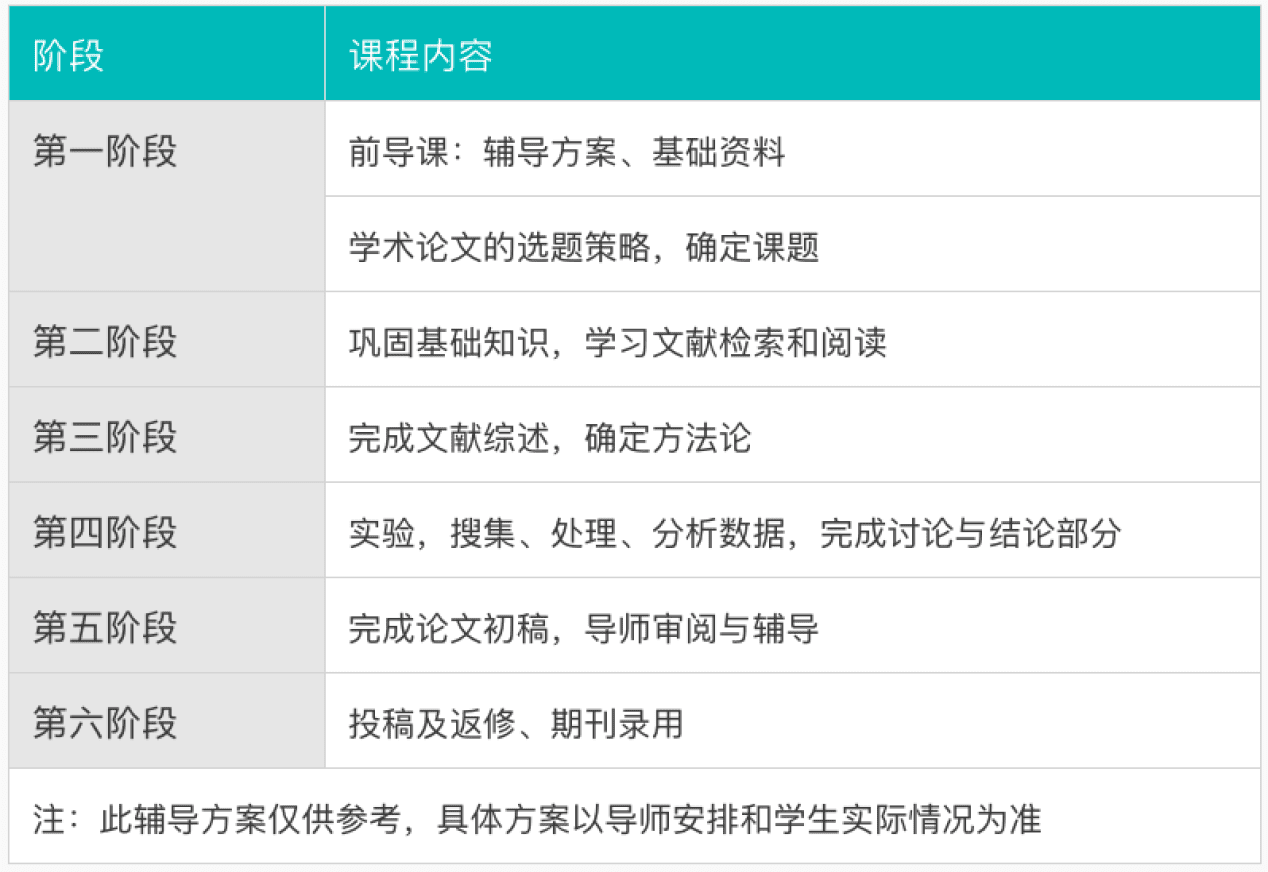 阶段
课程内容
第一阶段
前导课：辅导方案、基础资料
学术论文的选题策略，确定课题
第二阶段
巩固基础知识，学习文献检索和阅读
第三阶段
完成文献综述，确定方法论
第四阶段
实验，搜集、处理、分析数据，完成讨论与结论部分
第五阶段
完成论文初稿，导师审阅与辅导
第六阶段
投稿及返修、期刊录用
注：此辅导方案仅供参考，具体方案以导师安排和学生实际情况为准